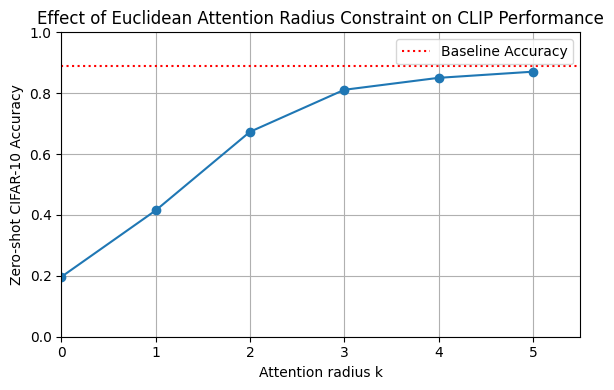 Effect of Euclidean Attention Radius Constraint on CLIP Performance
Baseline Accuracy
Zero-shot CIFAR-10 Accuracy
1.0
0.8
0.6
0.4
0.2
0.0
0 1 2 3 4 5
Attention radius k